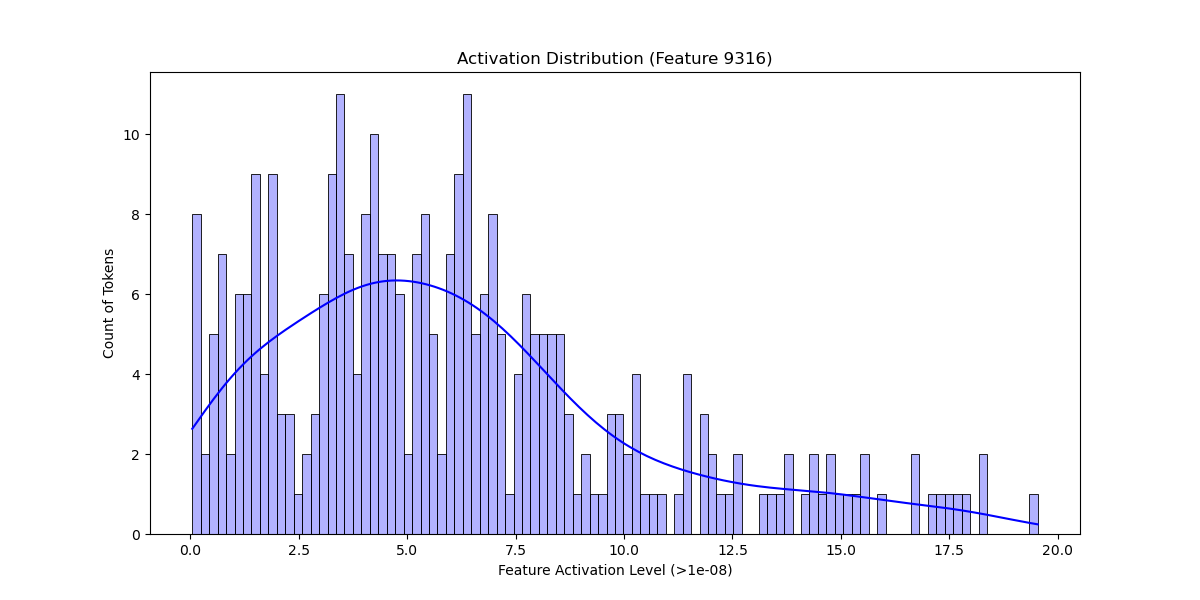 Activation Distribution (Feature 9316)
Count of Tokens
10
8
6
4
2
0
0.0 2.5 5.0 7.5 10.0 12.5 15.0 17.5 20.0
Feature Activation Level (>1e-08)